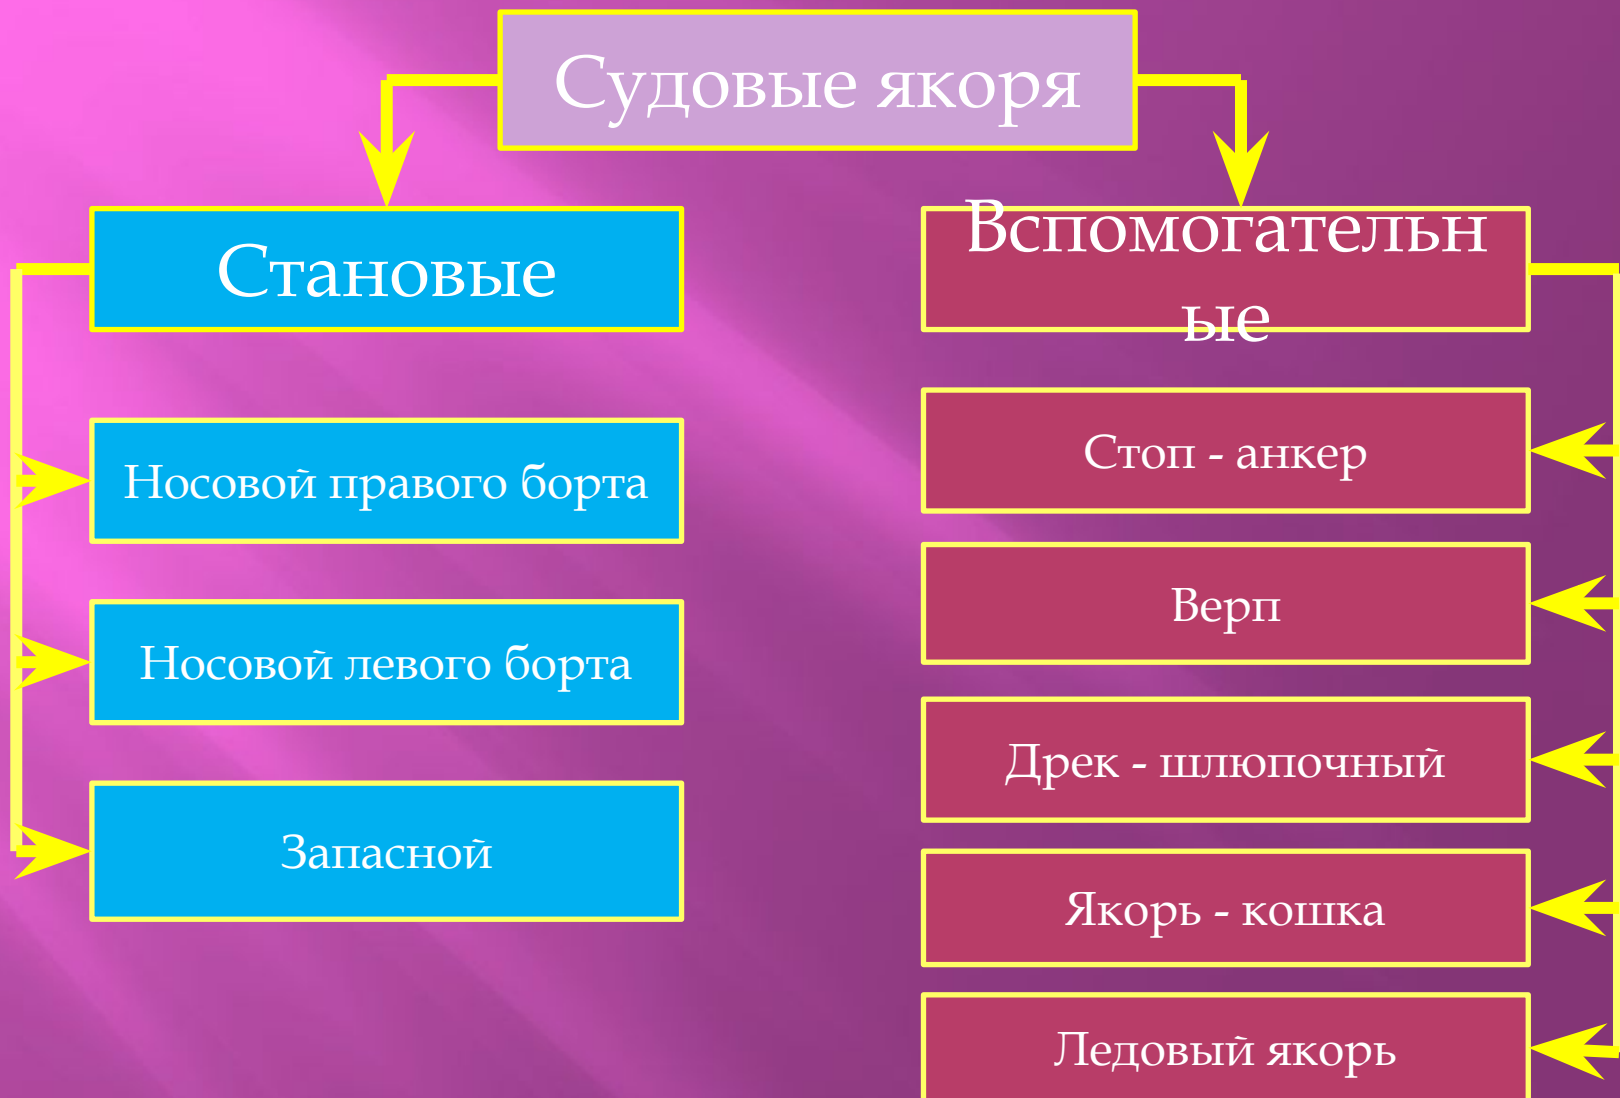 Судовые якоря
Становые
Носовой правого борта
Носовой левого борта
Запасной
Вспомогательн
ые
Стоп - анкер
Верп
Дрек - шлюпочный
Якорь - кошка
Ледовый якорь